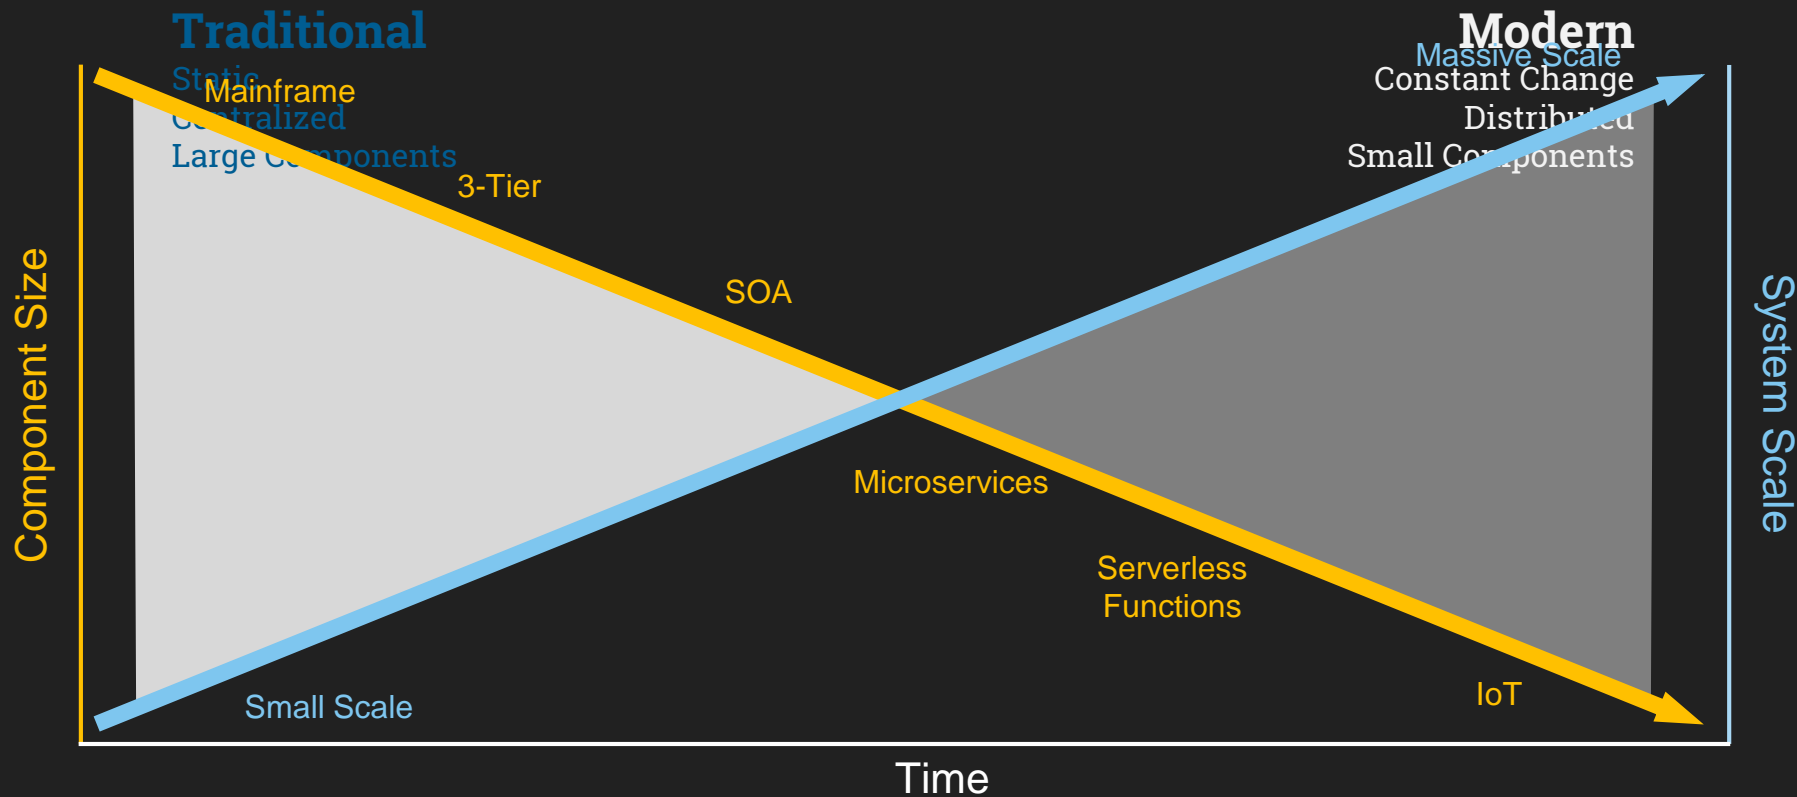 Traditional
Static
Centralized
Large Components
Modern
Massive Scale
Constant Change
Distributed
Small Components
Mainframe
3-Tier
SOA
Microservices
Serverless
Functions
IoT
Small Scale
Component Size
System Scale
Time